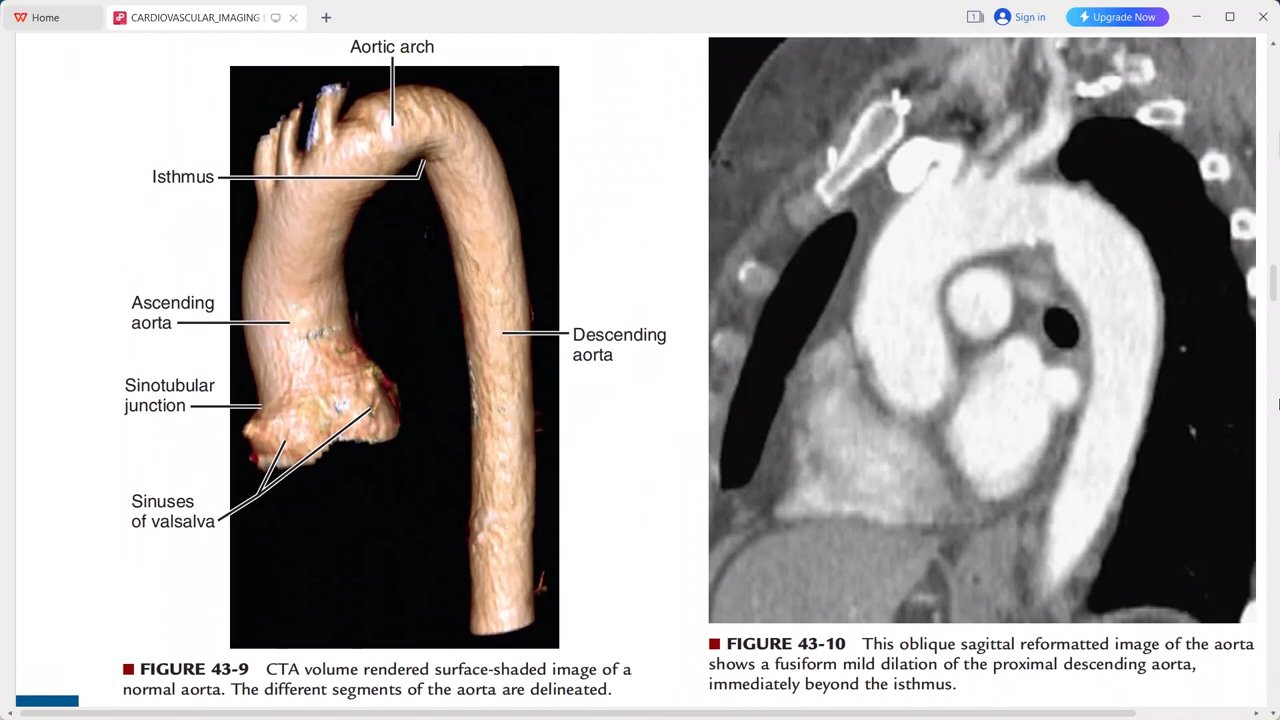 Home
CARDIOVASCULAR_IMAGING
1
Sign in
Upgrade Now
Aortic arch
Isthmus
Ascending
aorta
Descending
aorta
Sinotubular
junction
Sinuses
of valsalva
FIGURE 43-9 CTA volume rendered surface-shaded image of a
normal aorta. The different segments of the aorta are delineated.
FIGURE 43-10 This oblique sagittal reformatted image of the aorta
shows a fusiform mild dilation of the proximal descending aorta,
immediately beyond the isthmus.